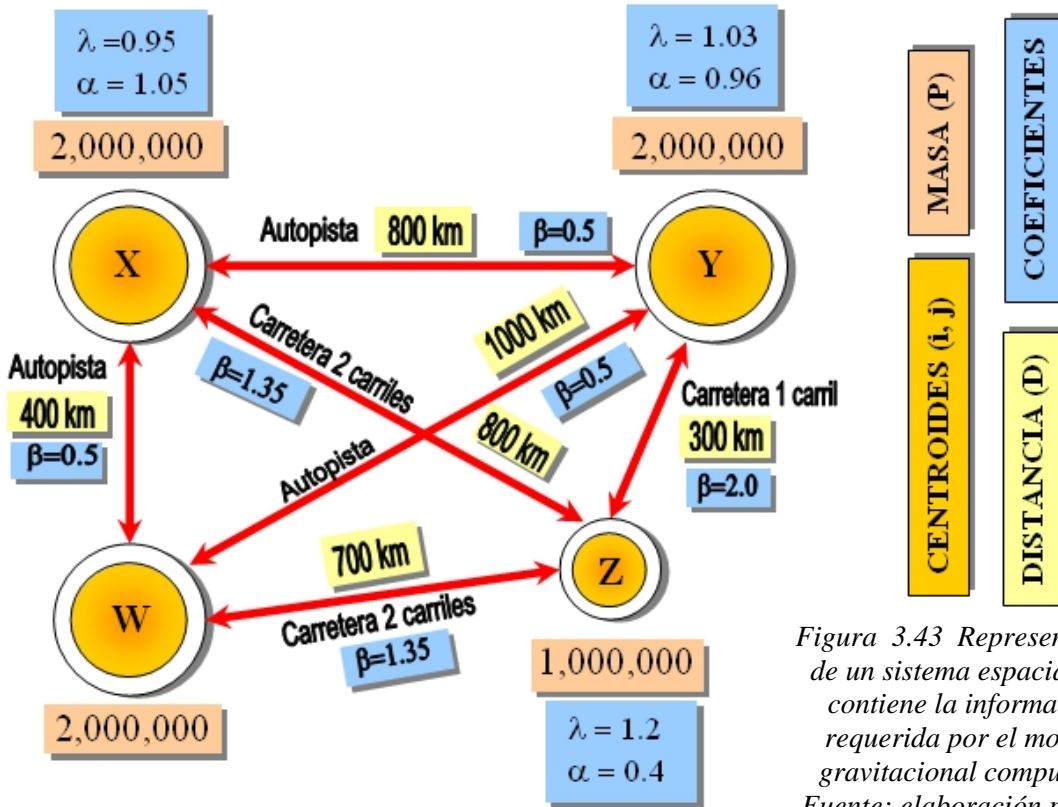 λ =0.95
α = 1.05
2,000,000
λ = 1.03
α = 0.96
2,000,000
MASA (P)
COEFICIENTES
CENTROIDES (i, j)
DISTANCIA (D)
X
Autopista 800 km β=0.5
Y
Carretera 2 carriles
β=1.35
800 km
1000 km
β=0.5
Autopista
Autopista
400 km
β=0.5
Carretera 1 carril
300 km
β=2.0
W
700 km
Carretera 2 carriles
β=1.35
Z
2,000,000
1,000,000
λ = 1.2
α = 0.4
Figura 3.43 Represen
de un sistema espacia
contiene la informa
requerida por el mo
gravitacional compu
Fuente: elaboración